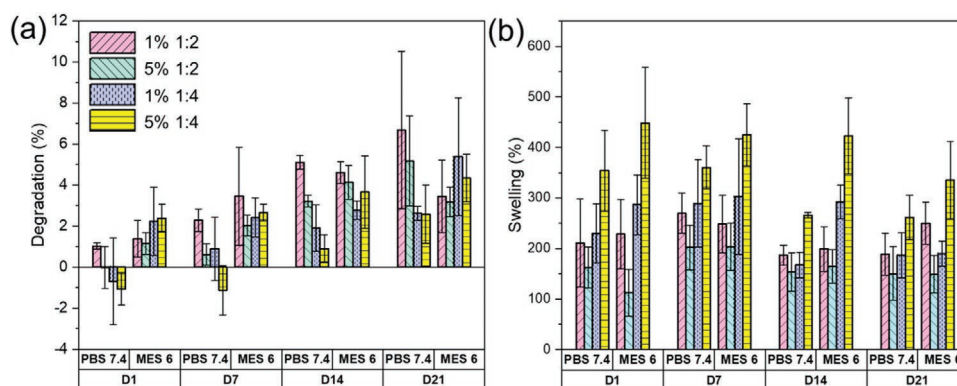 (a)
Degradation (%)
12
10
8
6
4
2
0
-2
-4
1% 1:2
5% 1:2
1% 1:4
5% 1:4
PBS 7.4 MES 6 PBS 7.4 MES 6 PBS 7.4 MES 6 PBS 7.4 MES 6
D1 D7 D14 D21
(b)
Swelling (%)
600
500
400
300
200
100
0
PBS 7.4 MES 6 PBS 7.4 MES 6 PBS 7.4 MES 6 PBS 7.4 MES 6
D1 D7 D14 D21